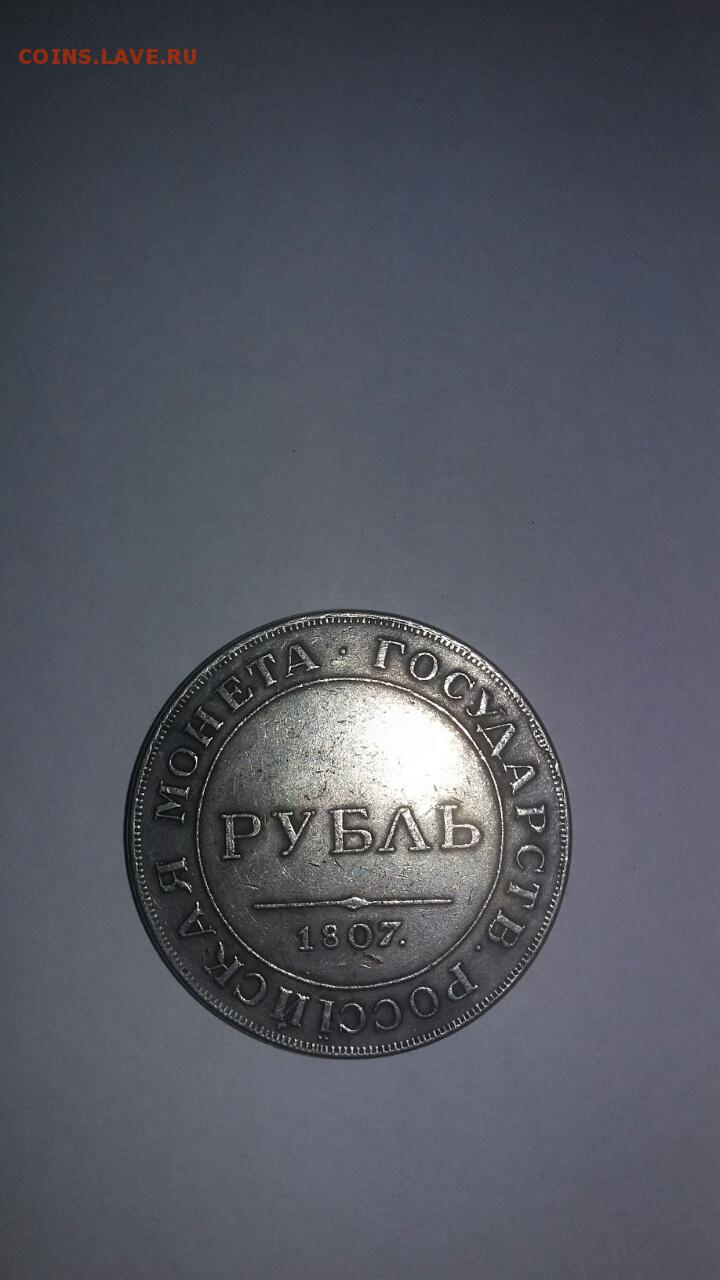 COINS.LAVE.RU
ГОСУДАРСТВ. РОССІЙСКАЯ МОНЕТА ·
РУБЛЬ
1807.